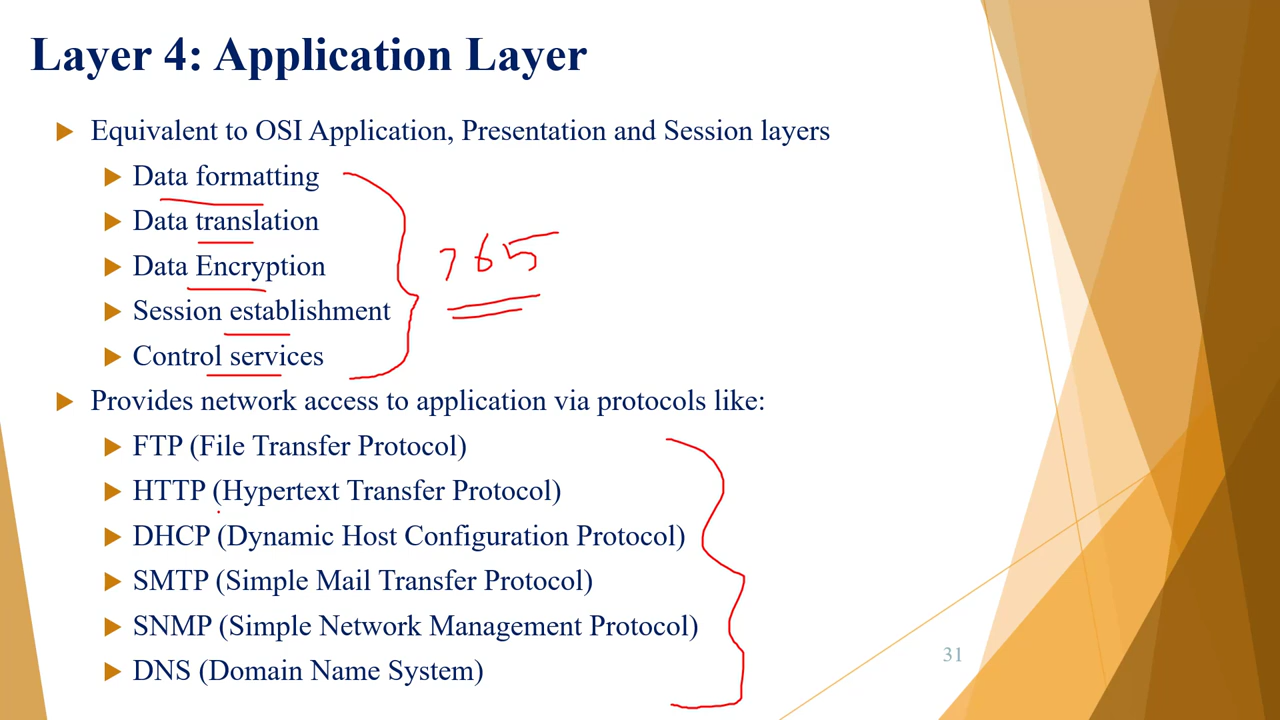 Layer 4: Application Layer
Equivalent to OSI Application, Presentation and Session layers
Data formatting
Data translation
Data Encryption
765
Session establishment
Control services
Provides network access to application via protocols like:
FTP (File Transfer Protocol)
HTTP (Hypertext Transfer Protocol)
DHCP (Dynamic Host Configuration Protocol)
SMTP (Simple Mail Transfer Protocol)
SNMP (Simple Network Management Protocol)
DNS (Domain Name System)
31